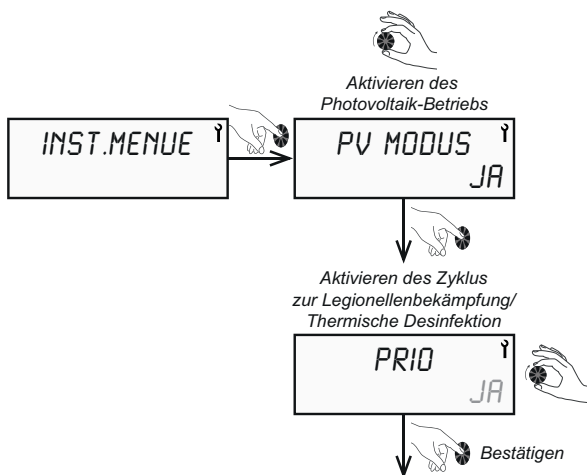 Aktivieren des
Photovoltaik-Betriebs
INST.MENUE
PV MODUS
JA
Aktivieren des Zyklus
zur Legionellenbekämpfung/
Thermische Desinfektion
PRIO
JA
Bestätigen